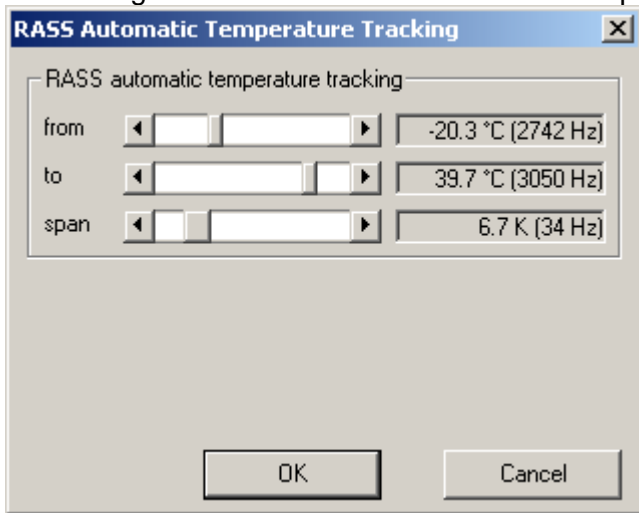 RASS Automatic Temperature Tracking
RASS automatic temperature tracking
from -20.3 °C (2742 Hz)
to 39.7 °C (3050 Hz)
span 6.7 K (34 Hz)
OK Cancel